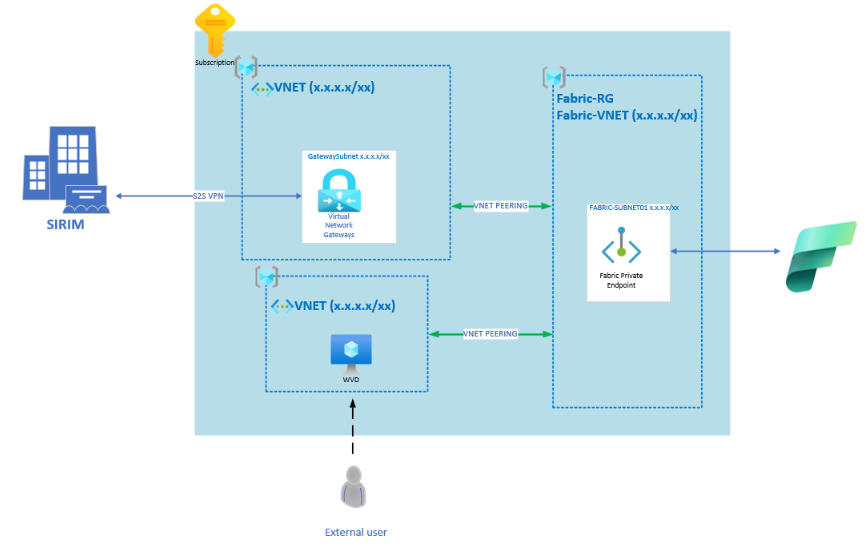 Subscription
VNET (x.x.x.x/xx)
Fabric-RG
Fabric-VNET (x.x.x.x/xx)
GatewaySubnet x.x.x.x/xx
Virtual
Network
Gateways
SIRIM
S2S VPN
VNET PEERING
FABRIC-SUBNET01 x.x.x.x/xx
Fabric Private
Endpoint
VNET (x.x.x.x/xx)
WVD
VNET PEERING
External user